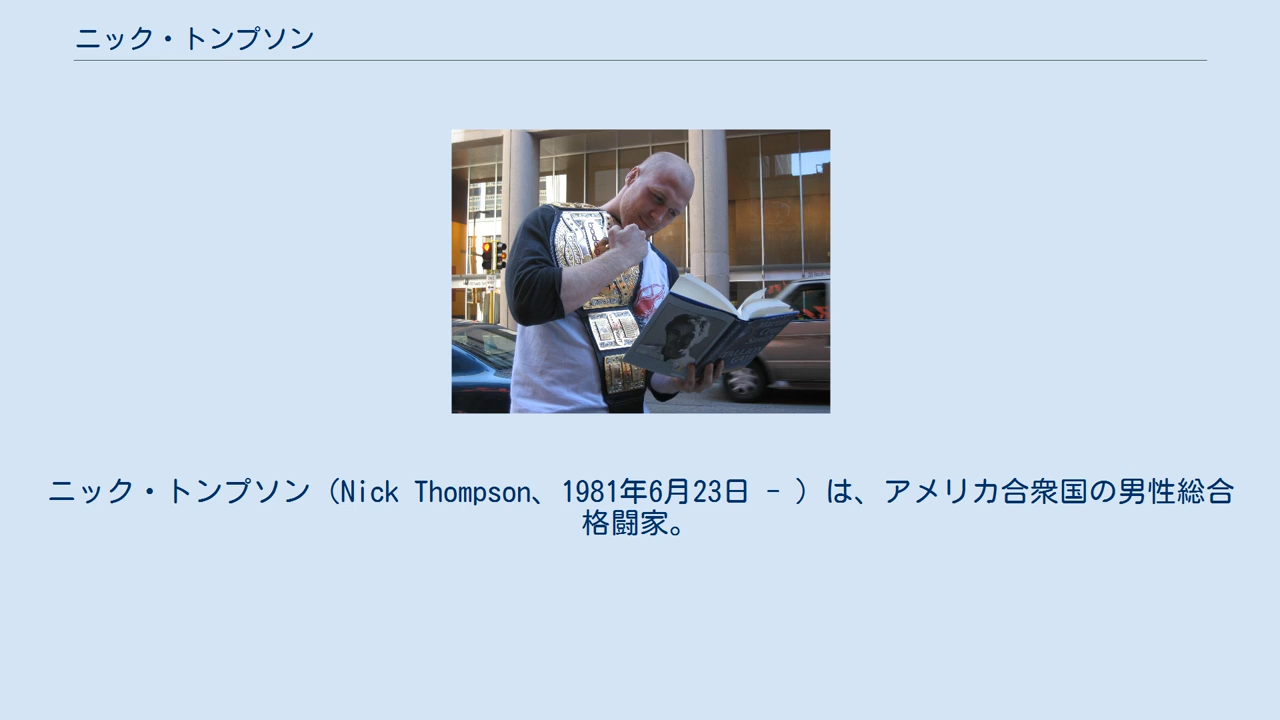 ニック・トンプソン
ニック・トンプソン（Nick Thompson、1981年6月23日 - ）は、アメリカ合衆国の男性総合
格闘家。